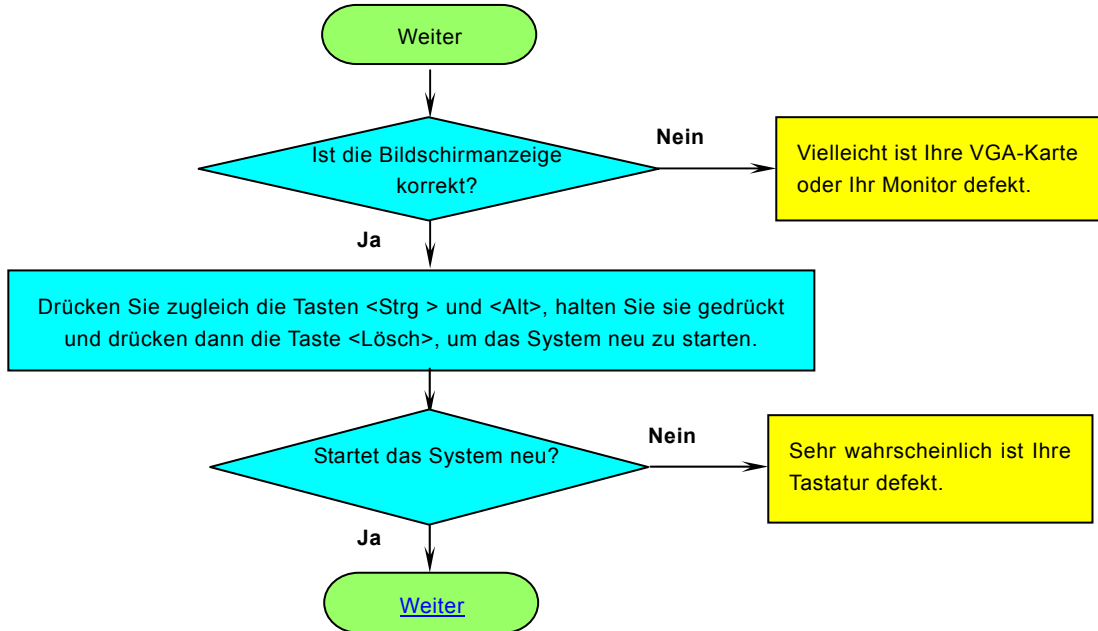 Weiter
Ist die Bildschirmanzeige
korrekt?
Nein
Vielleicht ist Ihre VGA-Karte
oder Ihr Monitor defekt.
Ja
Drücken Sie zugleich die Tasten <Strg > und <Alt>, halten Sie sie gedrückt
und drücken dann die Taste <Lösch>, um das System neu zu starten.
Startet das System neu?
Nein
Sehr wahrscheinlich ist Ihre
Tastatur defekt.
Ja
Weiter